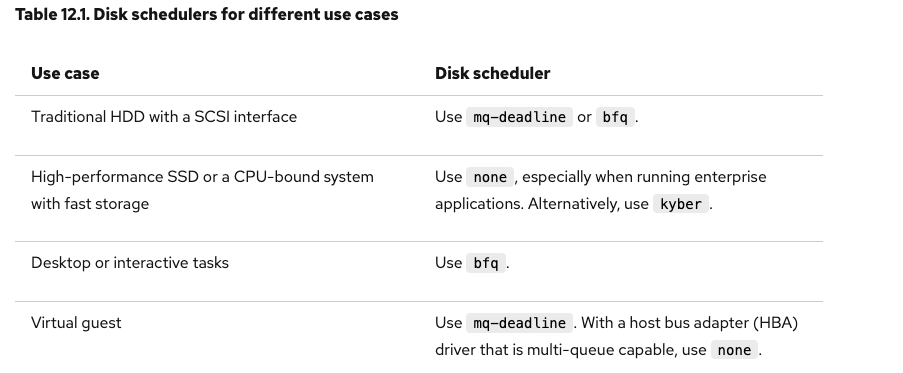 Table 12.1. Disk schedulers for different use cases
Use case
Disk scheduler
Traditional HDD with a SCSI interface
Use mq-deadline or bfq.
High-performance SSD or a CPU-bound system
with fast storage
Use none, especially when running enterprise
applications. Alternatively, use kyber.
Desktop or interactive tasks
Use bfq.
Virtual guest
Use mq-deadline. With a host bus adapter (HBA)
driver that is multi-queue capable, use none.